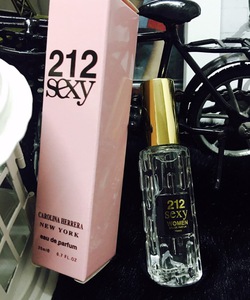 212
sexy
CAROLINA HERRERA
NEW YORK
eau de parfum
212
sexy
WOMEN